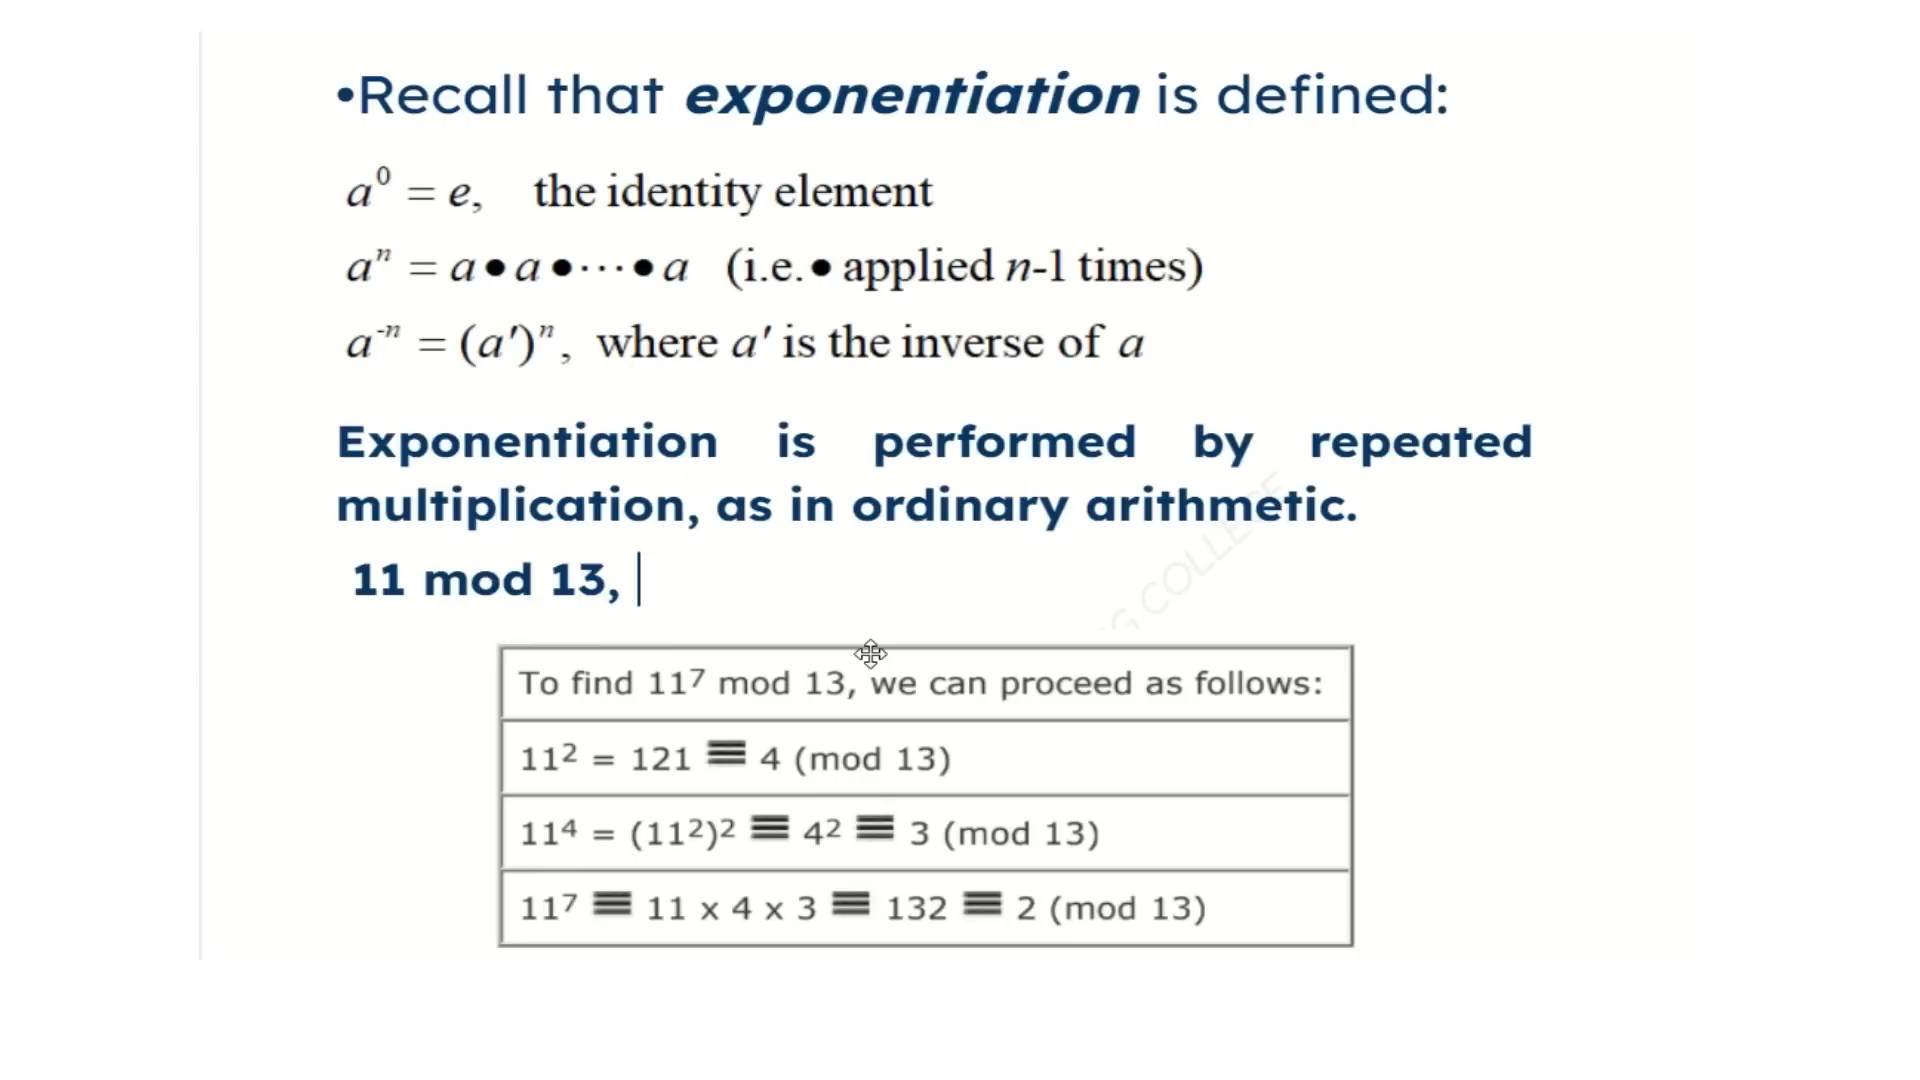 •Recall that exponentiation is defined:
a⁰ = e, the identity element
aⁿ = a•a•···•a (i.e.• applied n-1 times)
a⁻ⁿ = (a′)ⁿ, where a′ is the inverse of a
Exponentiation is performed by repeated
multiplication, as in ordinary arithmetic.
11 mod 13,
COLLEGE
To find 11⁷ mod 13, we can proceed as follows:
11² = 121 ≡ 4 (mod 13)
11⁴ = (11²)² ≡ 4² ≡ 3 (mod 13)
11⁷ ≡ 11 x 4 x 3 ≡ 132 ≡ 2 (mod 13)